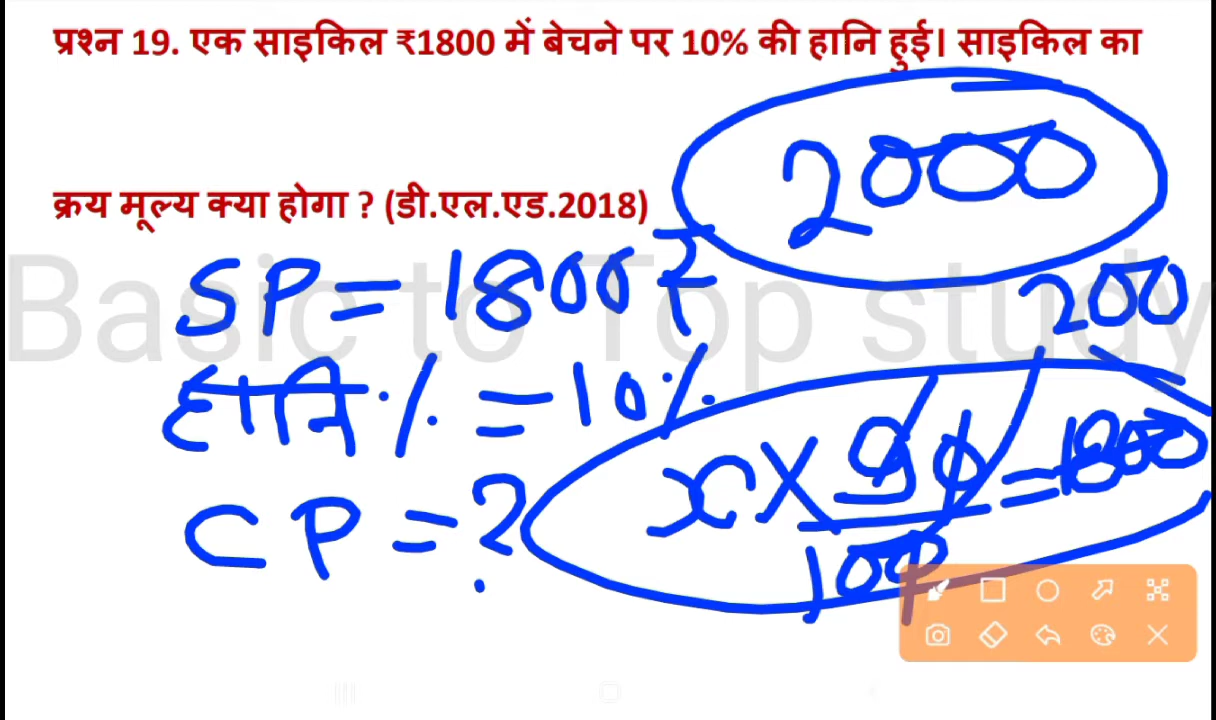 प्रश्न 19. एक साइकिल ₹1800 में बेचने पर 10% की हानि हुई। साइकिल का
2000
क्रय मूल्य क्या होगा ? (डी.एल.एड.2018)
Basic to Top study
SP = 1800 ₹
200
हानि % = 10%
x × 90/100 = 1800
CP = ?